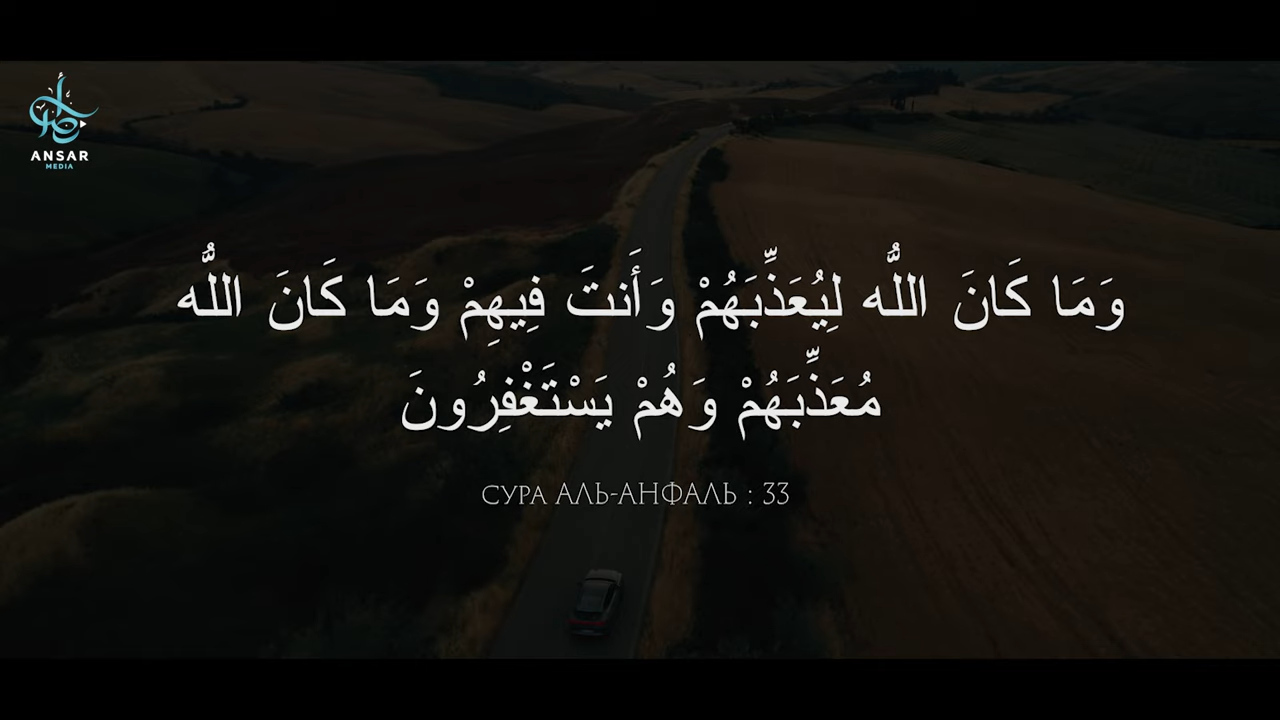 ANSAR
MEDIA
وَمَا كَانَ اللَّه لِيُعَذِّبَهُمْ وَأَنتَ فِيهِمْ وَمَا كَانَ اللَّه
مُعَذِّبَهُمْ وَهُمْ يَسْتَغْفِرُونَ
СУРА АЛЬ-АНФАЛЬ : 33